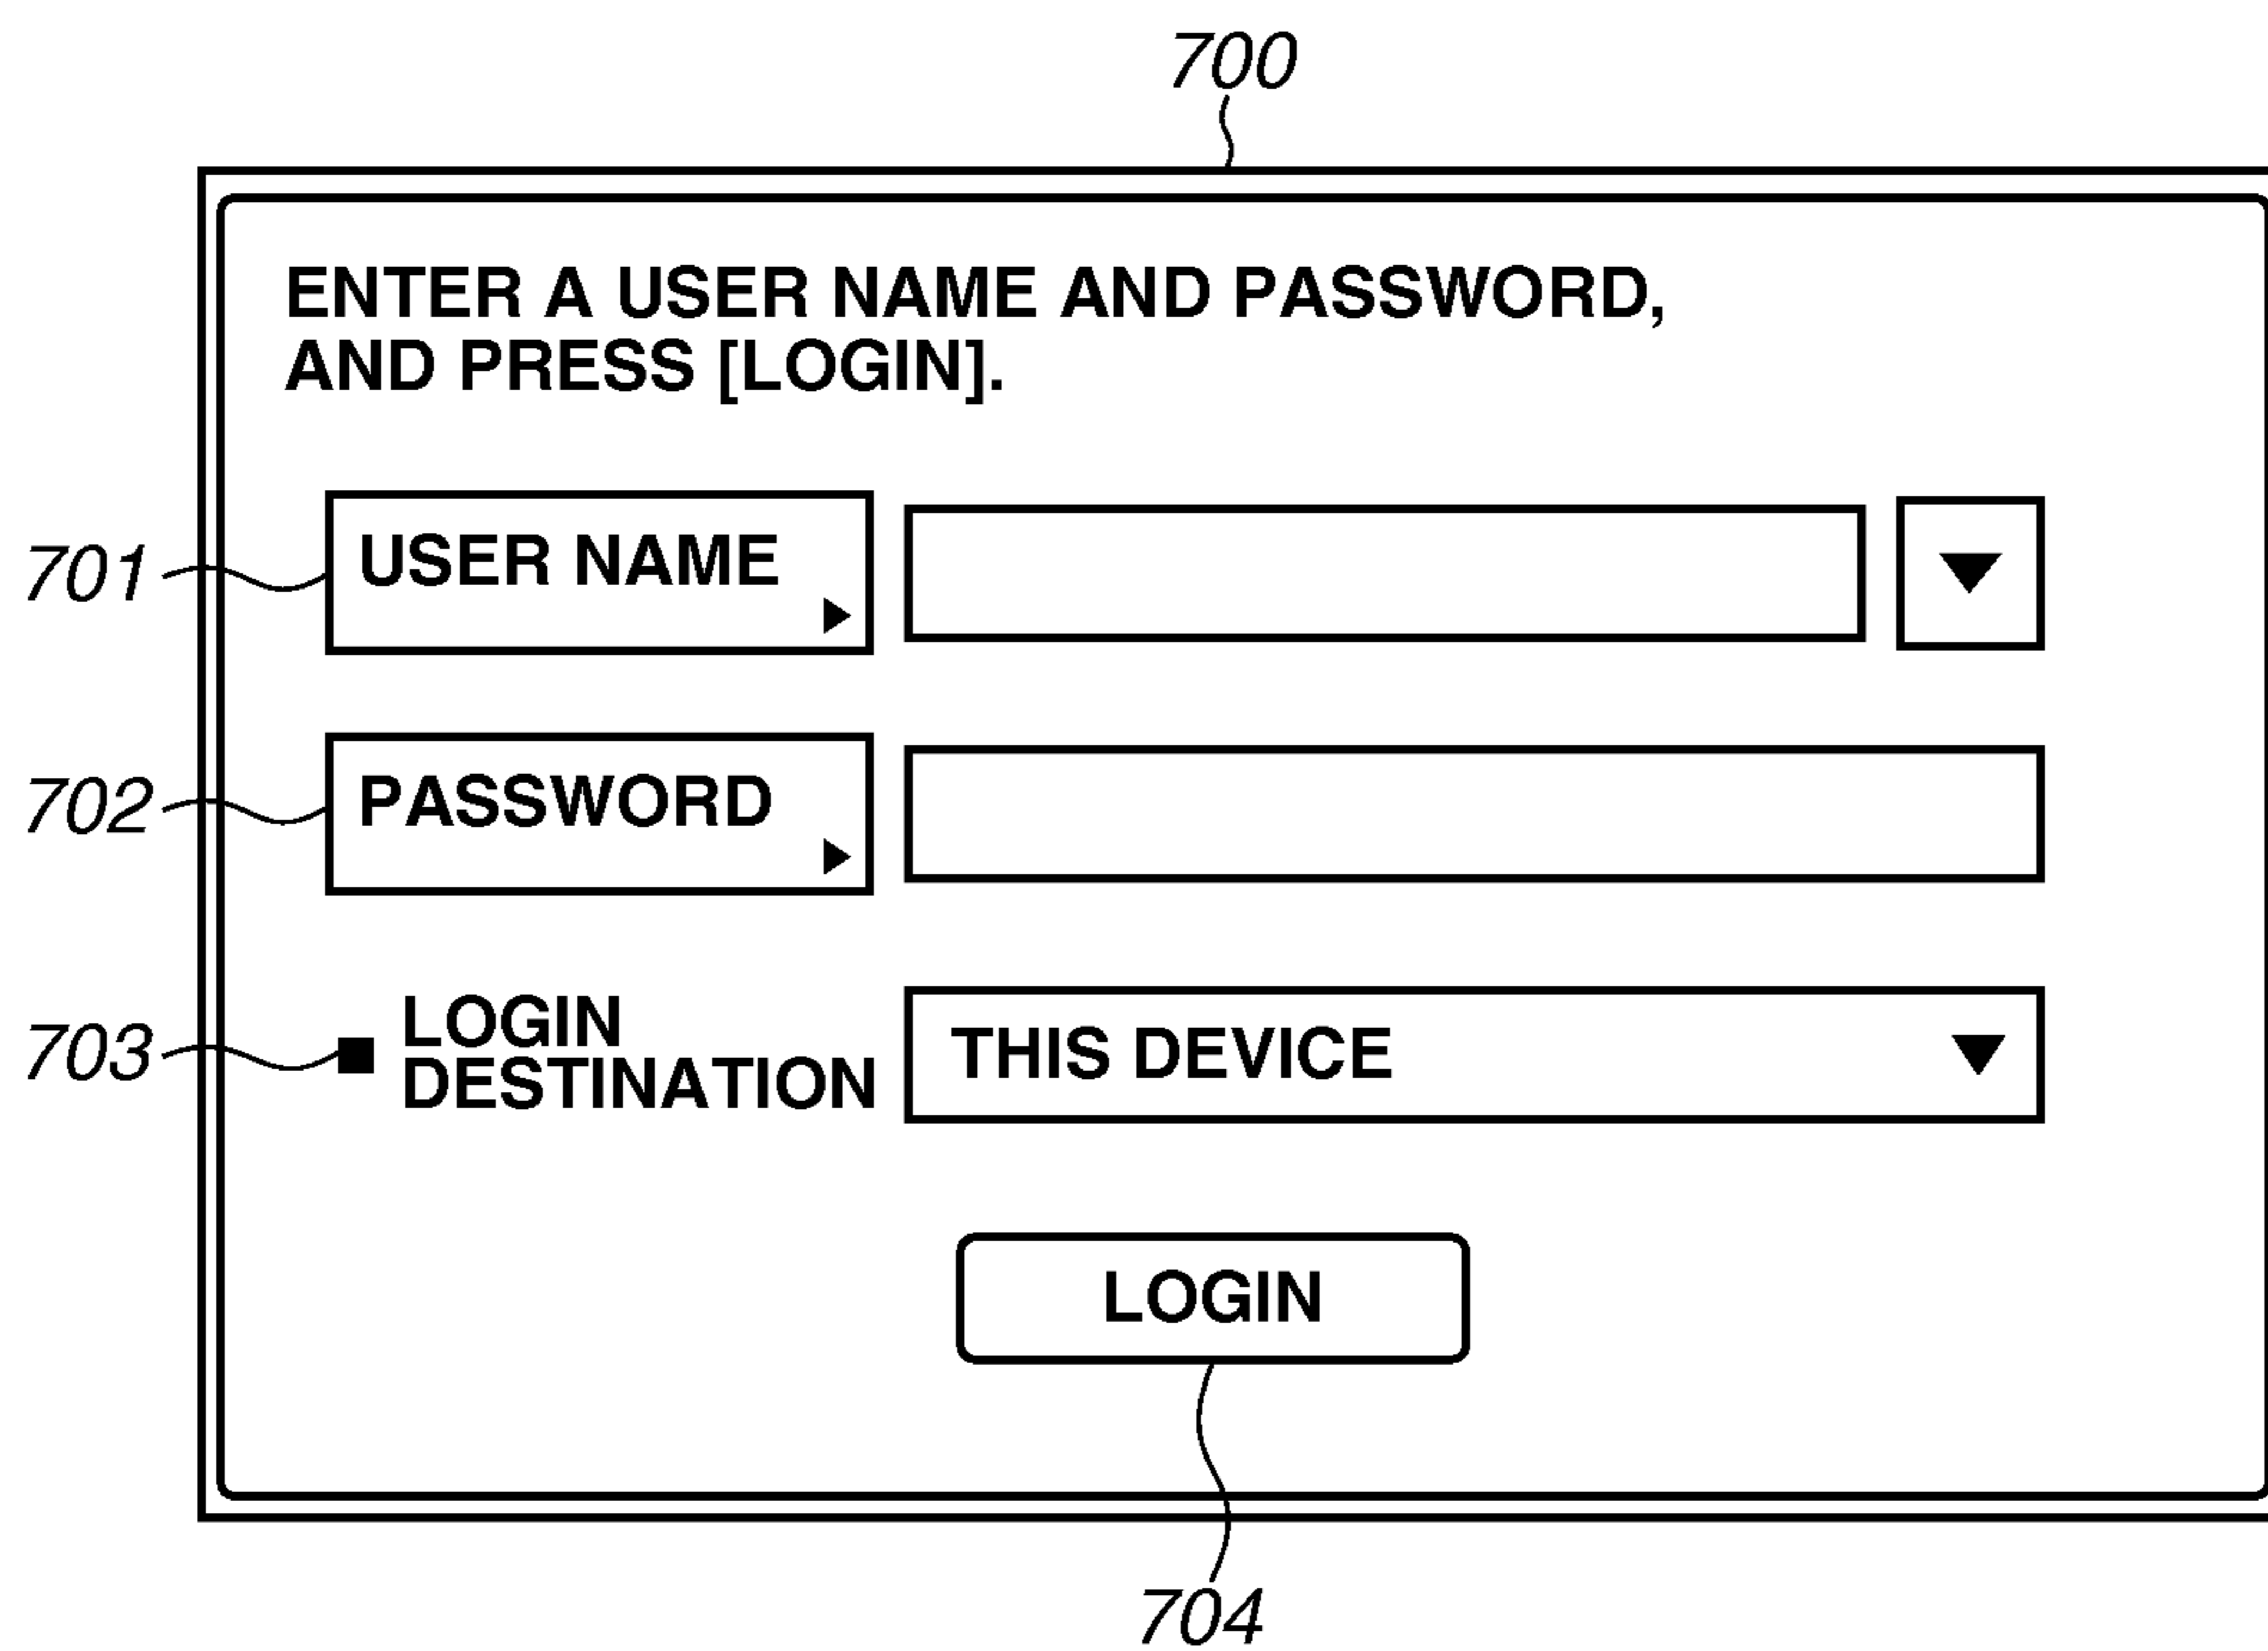 700
ENTER A USER NAME AND PASSWORD,
AND PRESS [LOGIN].
701
USER NAME
702
PASSWORD
703
LOGIN
DESTINATION
THIS DEVICE
LOGIN
704